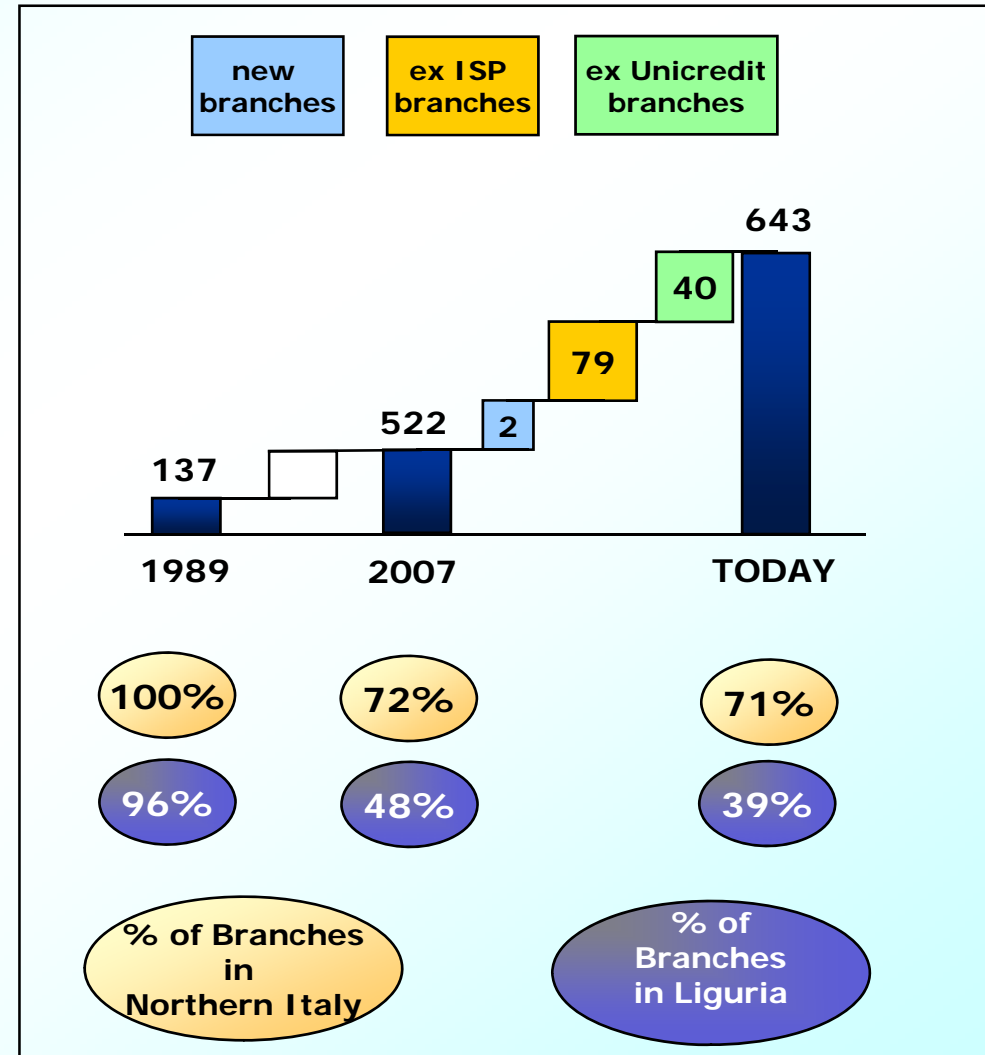 new
branches
ex ISP
branches
ex Unicredit
branches
643
40
79
522
2
137
1989
2007
TODAY
100%
72%
71%
96%
48%
39%
% of Branches
in
Northern Italy
% of
Branches
in Liguria